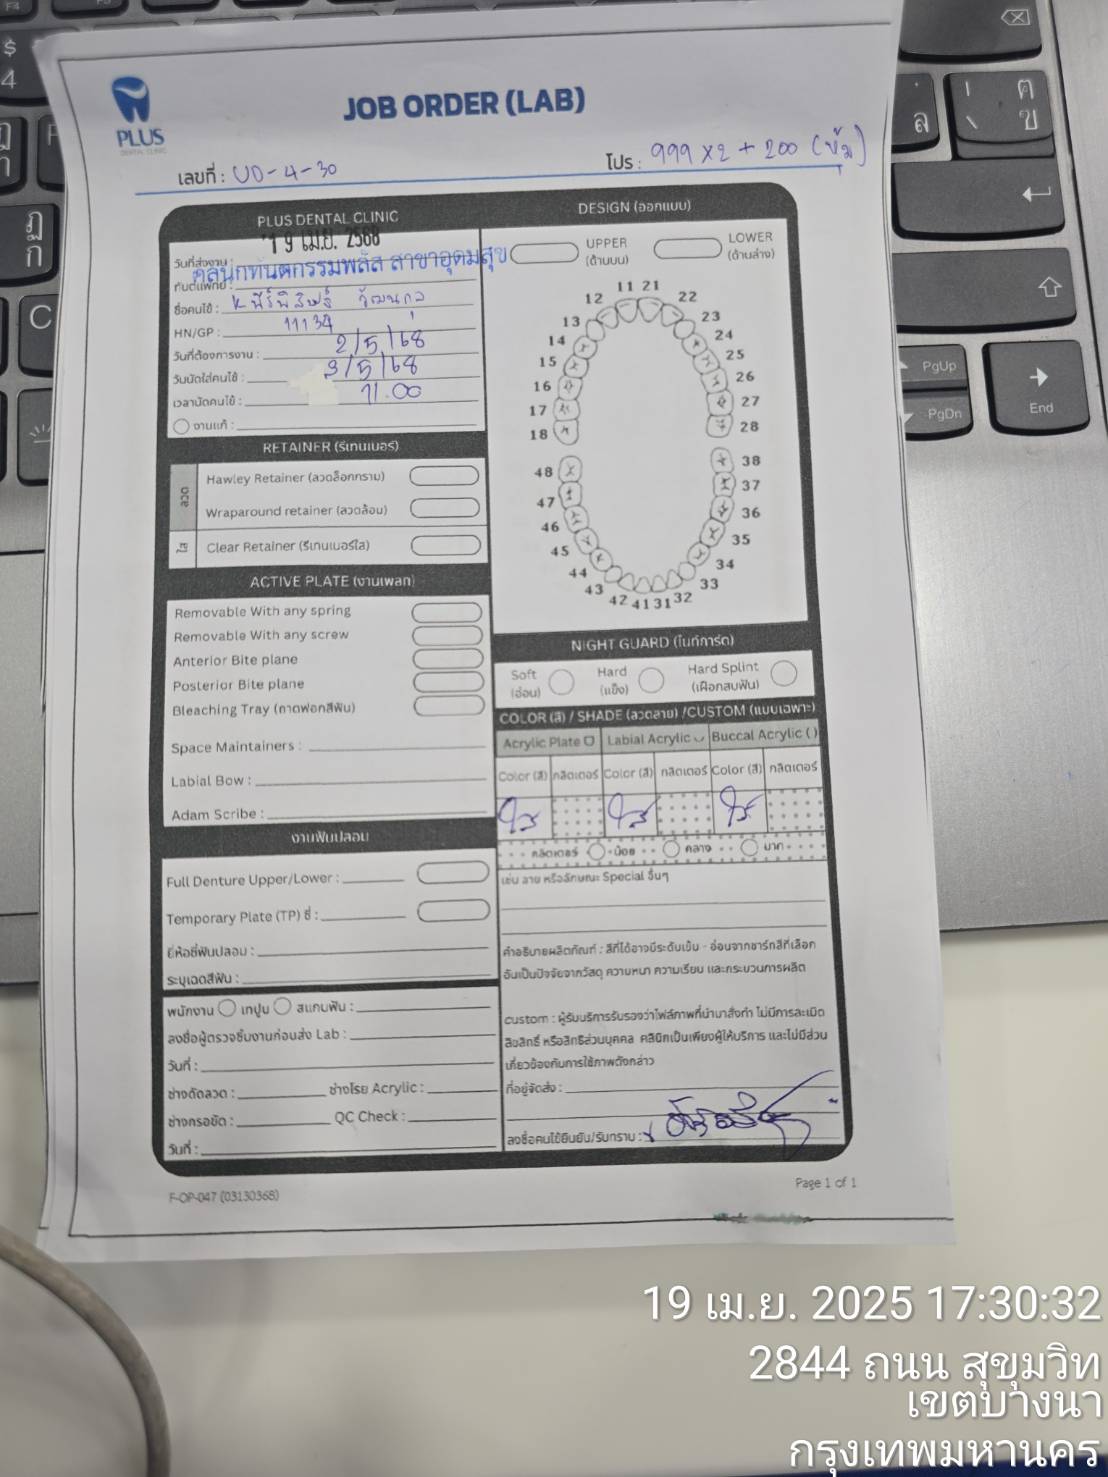 JOB ORDER (LAB)
PLUS
DENTAL CLINIC
เลขที่ : UD-4-30
โปร : 999 x 2 + 200 (
PLUS DENTAL CLINIC
วันที่ส่งงาน : 19 เม.ย. 2568
ทันตแพทย์ : คลินิกทันตกรรมพลัส สาขาอุดมสุข
ชื่อคนไข้ :
HN/GP : 11134
วันที่ต้องการงาน : 2/5/68
วันนัดใส่คนไข้ : 3/5/68
เวลานัดคนไข้ : 11.00
งานแก้ :
RETAINER (รีเทนเนอร์)
ลวด
Hawley Retainer (ลวดล็อกกราม)
Wraparound retainer (ลวดล้อม)
ใส
Clear Retainer (รีเทนเนอร์ใส)
ACTIVE PLATE (งานเพลท)
Removable With any spring
Removable With any screw
Anterior Bite plane
Posterior Bite plane
Bleaching Tray (ถาดฟอกสีฟัน)
Space Maintainers :
Labial Bow :
Adam Scribe :
งานฟันปลอม
Full Denture Upper/Lower :
Temporary Plate (TP) ซี่ :
ยี่ห้อซี่ฟันปลอม :
ระบุเฉดสีฟัน :
พนักงาน เทปูน สแกนฟัน :
ลงชื่อผู้ตรวจชิ้นงานก่อนส่ง Lab :
วันที่ :
ช่างดัดลวด : ช่างโรย Acrylic :
ช่างกรอขัด : QC Check :
วันที่ :
DESIGN (ออกแบบ)
UPPER
(ด้านบน)
LOWER
(ด้านล่าง)
11 21
12 22
13 23
14 24
15 25
16 26
17 27
18 28
48 38
47 37
46 36
45 35
44 34
43 33
42 41 31 32
NIGHT GUARD (ไนท์การ์ด)
Soft
(อ่อน)
Hard
(แข็ง)
Hard Splint
(เฝือกสบฟัน)
COLOR (สี) / SHADE (ลวดลาย) /CUSTOM (แบบเฉพาะ)
Acrylic Plate Labial Acrylic Buccal Acrylic ( )
Color (สี) กลิตเตอร์ Color (สี) กลิตเตอร์ Color (สี) กลิตเตอร์
ใส ใส ใส
กลิตเตอร์ น้อย กลาง มาก
เช่น ลาย หรือลักษณะ Special อื่นๆ
คำอธิบายผลิตภัณฑ์ : สีที่ได้อาจมีระดับเข้ม - อ่อนจากชาร์ทสีที่เลือก
อันเป็นปัจจัยจากวัสดุ ความหนา ความเรียบ และกระบวนการผลิต
custom : ผู้รับบริการรับรองว่าไฟล์ภาพที่นำมาสั่งทำ ไม่มีการละเมิด
ลิขสิทธิ์ หรือสิทธิส่วนบุคคล คลินิกเป็นเพียงผู้ให้บริการ และไม่มีส่วน
เกี่ยวข้องกับการใช้ภาพดังกล่าว
ที่อยู่จัดส่ง :
ลงชื่อคนไข้ยืนยัน/รับทราบ :
F-OP-047 (03130368)
Page 1 of 1
PgUp
PgDn
End
19 เม.ย. 2025 17:30:32
2844 ถนน สุขุมวิท
เขตบางนา
กรุงเทพมหานคร